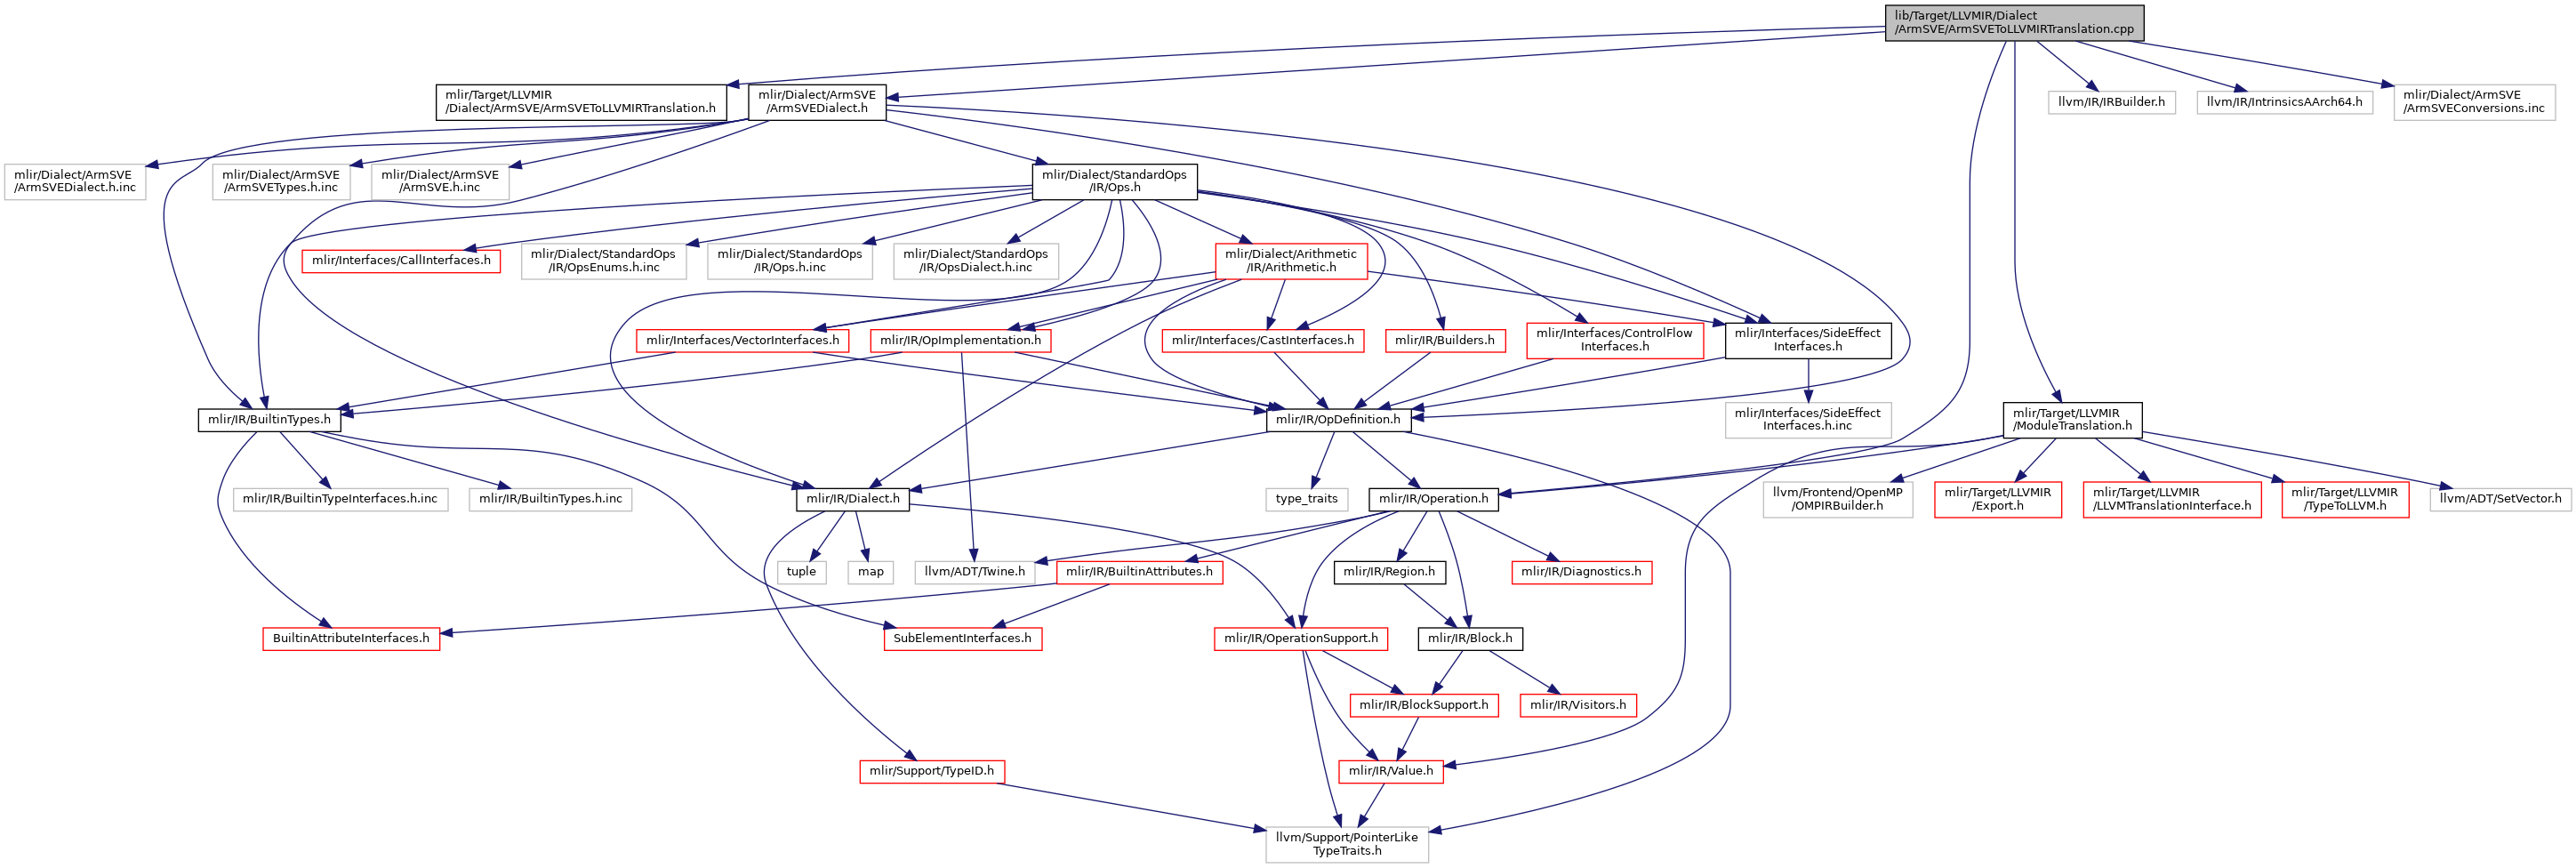 lib/Target/LLVMIR/Dialect
/ArmSVE/ArmSVEToLLVMIRTranslation.cpp
mlir/Target/LLVMIR
/Dialect/ArmSVE/ArmSVEToLLVMIRTranslation.h
mlir/Dialect/ArmSVE
/ArmSVEDialect.h
llvm/IR/IRBuilder.h
llvm/IR/IntrinsicsAArch64.h
mlir/Dialect/ArmSVE
/ArmSVEConversions.inc
mlir/Dialect/ArmSVE
/ArmSVEDialect.h.inc
mlir/Dialect/ArmSVE
/ArmSVETypes.h.inc
mlir/Dialect/ArmSVE
/ArmSVE.h.inc
mlir/Dialect/StandardOps
/IR/Ops.h
mlir/Interfaces/CallInterfaces.h
mlir/Dialect/StandardOps
/IR/OpsEnums.h.inc
mlir/Dialect/StandardOps
/IR/Ops.h.inc
mlir/Dialect/StandardOps
/IR/OpsDialect.h.inc
mlir/Dialect/Arithmetic
/IR/Arithmetic.h
mlir/Interfaces/VectorInterfaces.h
mlir/IR/OpImplementation.h
mlir/Interfaces/CastInterfaces.h
mlir/IR/Builders.h
mlir/Interfaces/ControlFlow
Interfaces.h
mlir/Interfaces/SideEffect
Interfaces.h
mlir/IR/BuiltinTypes.h
mlir/IR/OpDefinition.h
mlir/Interfaces/SideEffect
Interfaces.h.inc
mlir/Target/LLVMIR
/ModuleTranslation.h
mlir/IR/BuiltinTypeInterfaces.h.inc
mlir/IR/BuiltinTypes.h.inc
mlir/IR/Dialect.h
type_traits
mlir/IR/Operation.h
llvm/Frontend/OpenMP
/OMPIRBuilder.h
mlir/Target/LLVMIR
/Export.h
mlir/Target/LLVMIR
/LLVMTranslationInterface.h
mlir/Target/LLVMIR
/TypeToLLVM.h
llvm/ADT/SetVector.h
tuple
map
llvm/ADT/Twine.h
mlir/IR/BuiltinAttributes.h
mlir/IR/Region.h
mlir/IR/Diagnostics.h
BuiltinAttributeInterfaces.h
SubElementInterfaces.h
mlir/IR/OperationSupport.h
mlir/IR/Block.h
mlir/IR/BlockSupport.h
mlir/IR/Visitors.h
mlir/Support/TypeID.h
mlir/IR/Value.h
llvm/Support/PointerLike
TypeTraits.h